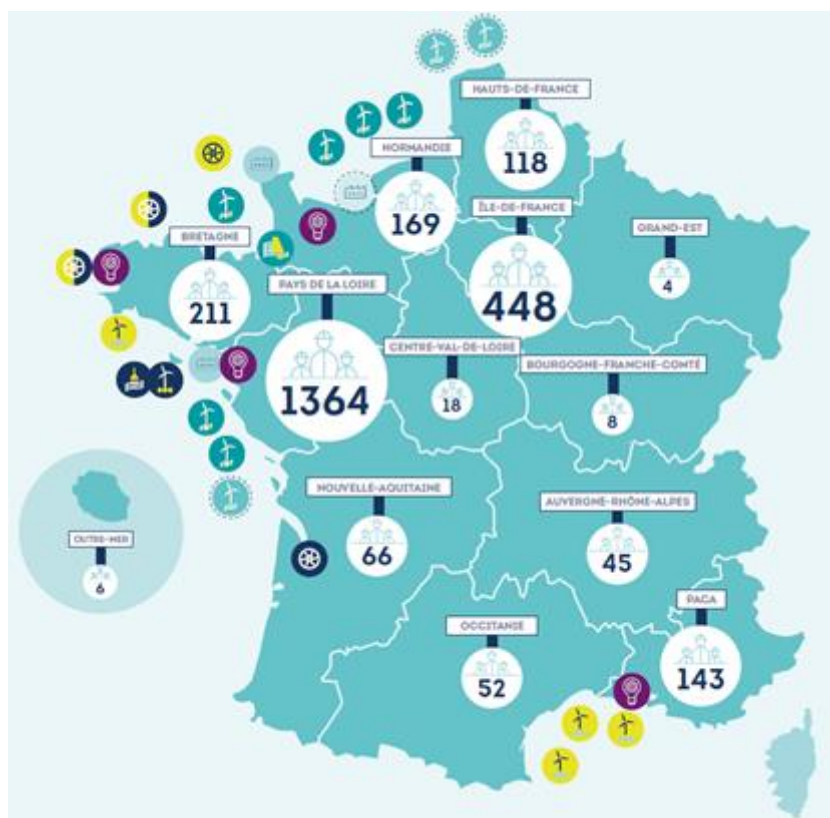 HAUTS-DE-FRANCE
118
NORMANDIE
169
ÎLE-DE-FRANCE
448
GRAND-EST
4
BRETAGNE
211
PAYS DE LA LOIRE
1364
CENTRE-VAL-DE-LOIRE
18
BOURGOGNE-FRANCHE-COMTÉ
8
NOUVELLE-AQUITAINE
66
AUVERGNE-RHÔNE-ALPES
45
OUTRE-MER
6
OCCITANIE
52
PACA
143